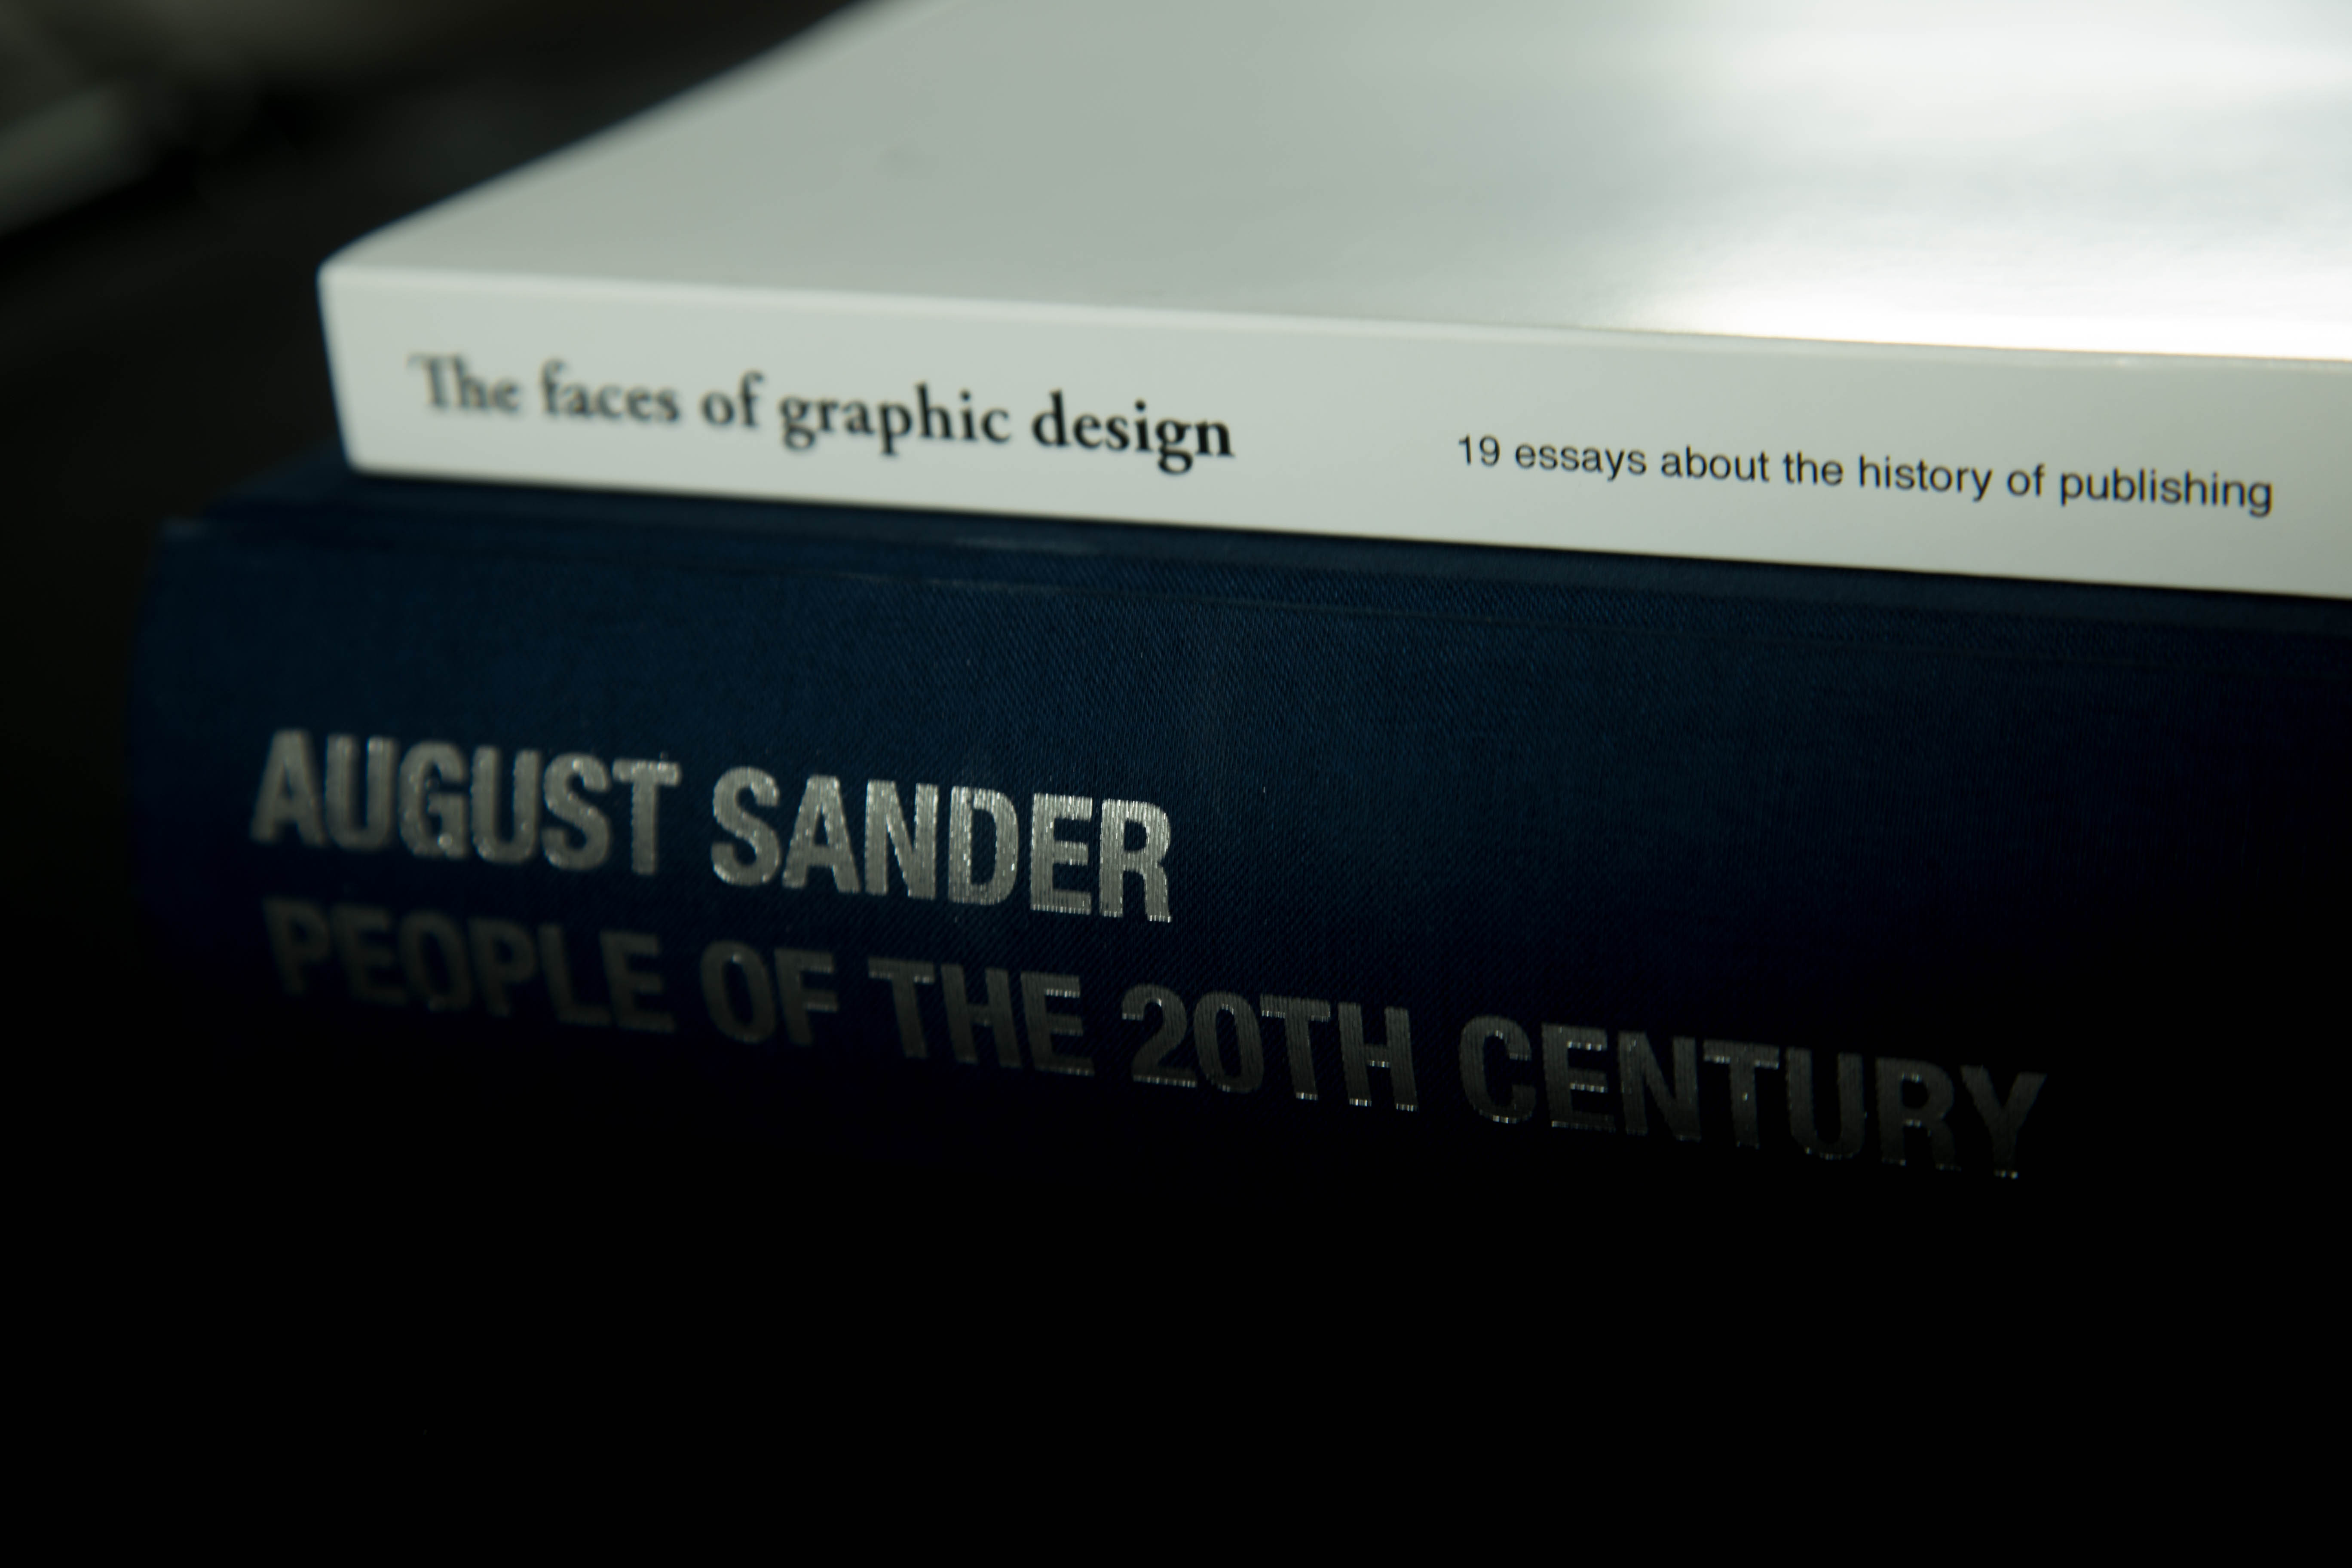 The faces of graphic design
19 essays about the history of publishing
AUGUST SANDER
PEOPLE OF THE 20TH CENTURY